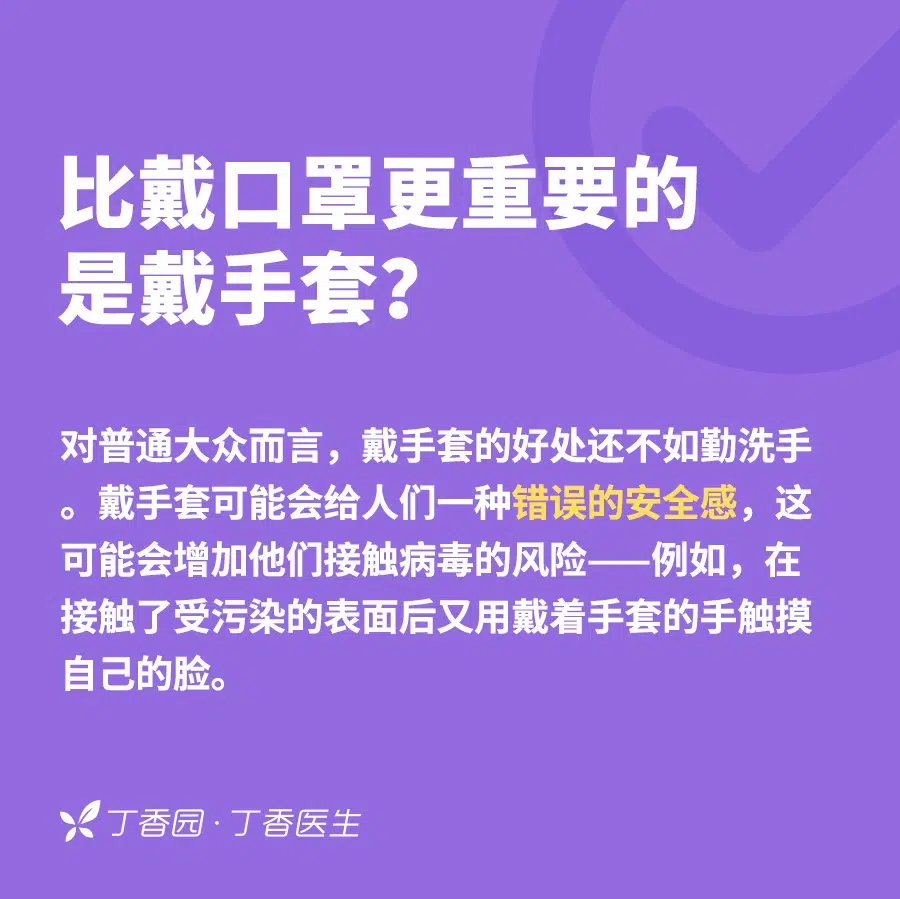 比戴口罩更重要的
是戴手套？
对普通大众而言，戴手套的好处还不如勤洗手
。戴手套可能会给人们一种错误的安全感，这
可能会增加他们接触病毒的风险——例如，在
接触了受污染的表面后又用戴着手套的手触摸
自己的脸。
丁香园·丁香医生